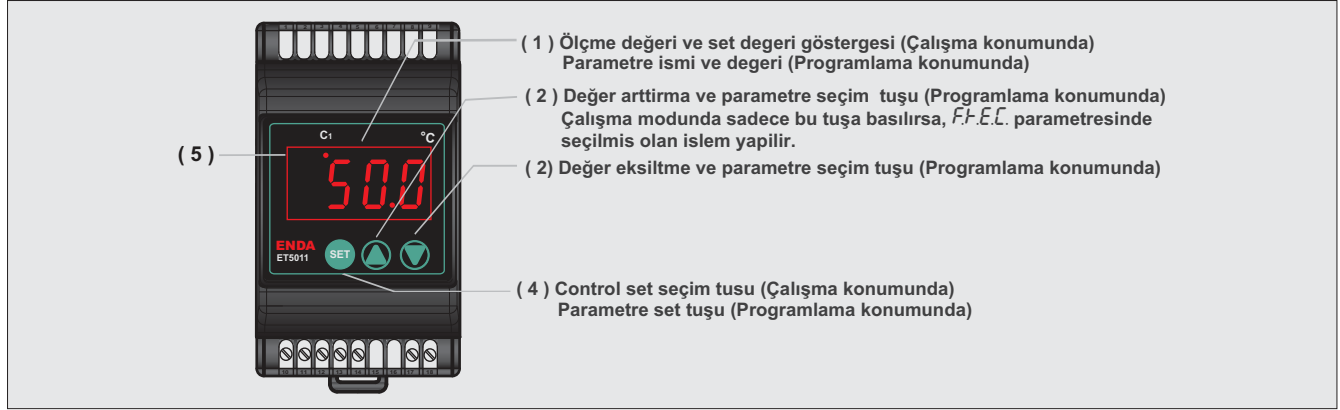 ( 1 ) Ölçme değeri ve set degeri göstergesi (Çalışma konumunda)
Parametre ismi ve degeri (Programlama konumunda)
( 2 ) Değer arttirma ve parametre seçim tuşu (Programlama konumunda)
Çalışma modunda sadece bu tuşa basılırsa, F.t.E.C. parametresinde
seçilmis olan islem yapilir.
( 2) Değer eksiltme ve parametre seçim tuşu (Programlama konumunda)
( 5 )
C1 °C
50.0
ENDA
ET5011
SET
( 4 ) Control set seçim tusu (Çalışma konumunda)
Parametre set tuşu (Programlama konumunda)